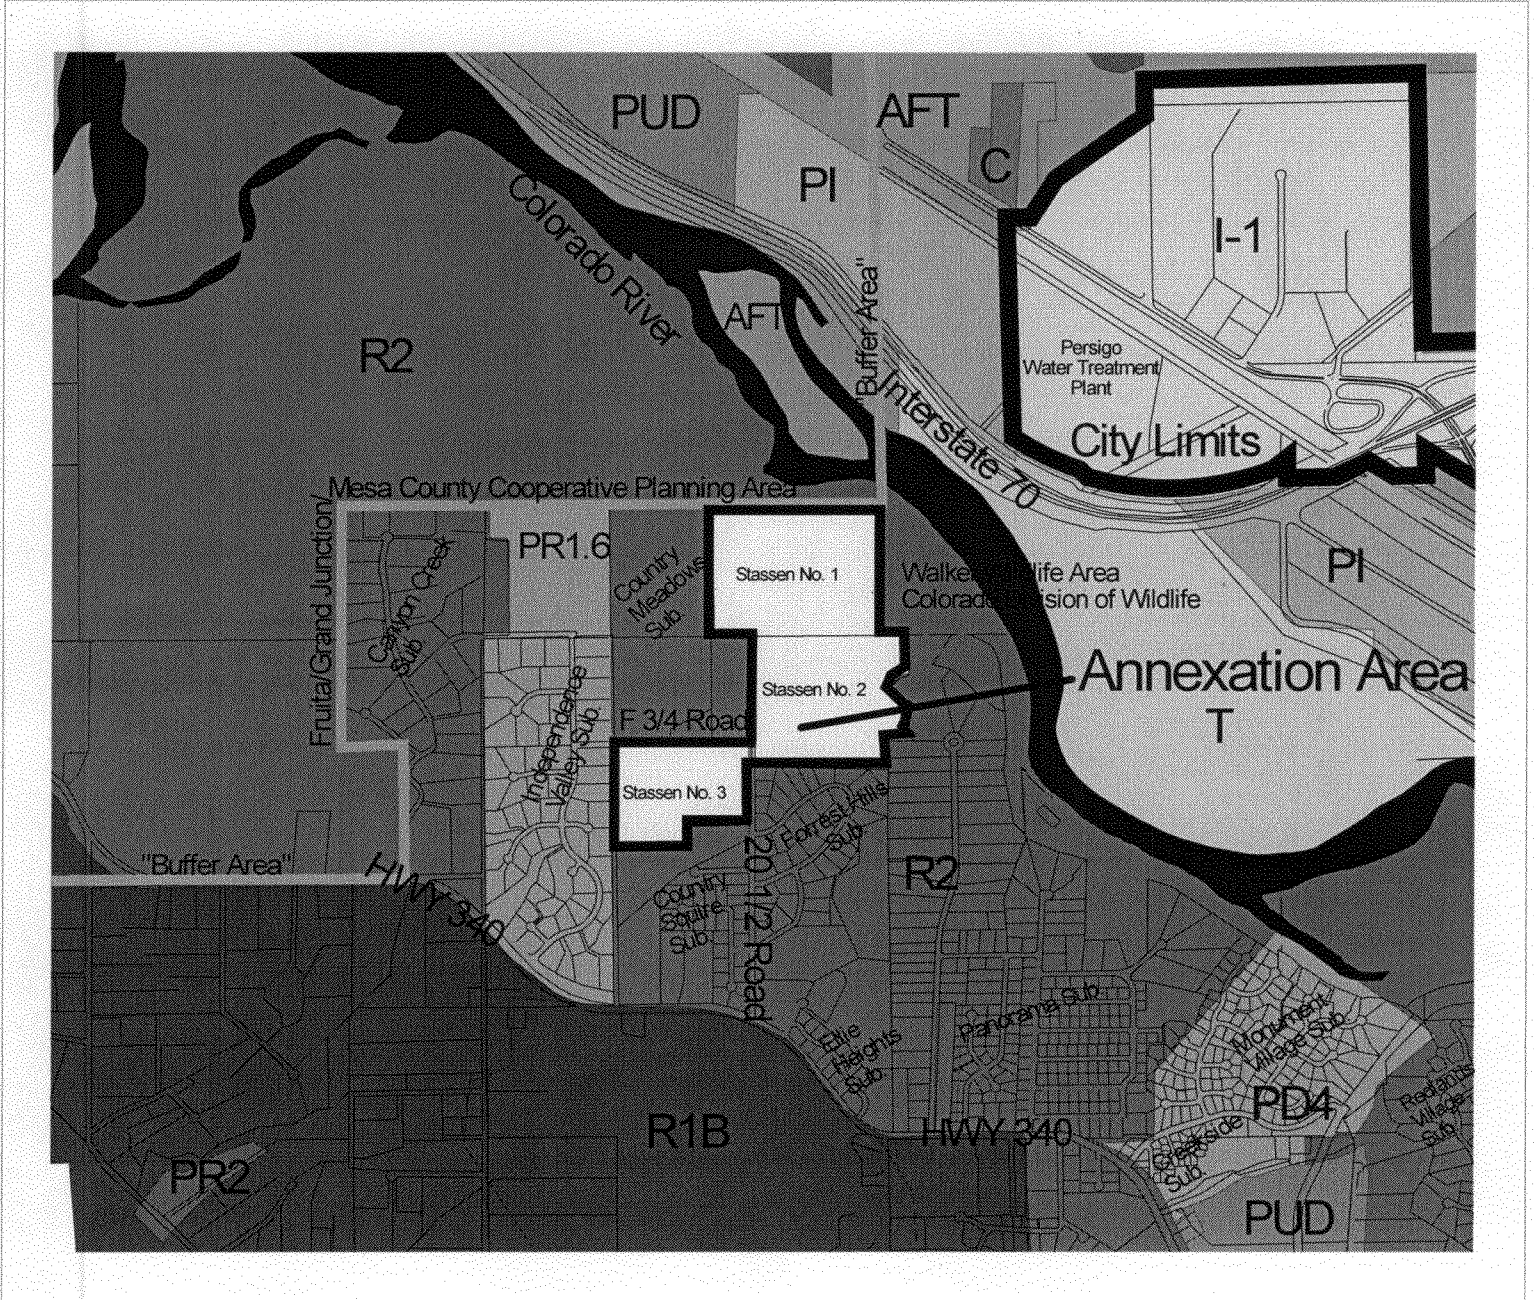 PUD
AFT
C
PI
I-1
Colorado River
AFT
"Buffer Area"
R2
Persigo
Water Treatment
Plant
Interstate 70
City Limits
Mesa County Cooperative Planning Area
Fruita/Grand Junction/
PR1.6
Canyon Creek
Sub
Country
Meadows
Sub
Stassen No. 1
Walker Wildlife Area
Colorado Division of Wildlife
PI
Annexation Area
T
Stassen No. 2
F 3/4 Road
Independence
Valley Sub.
Stassen No. 3
Forrest Hills
Sub
"Buffer Area"
HWY 340
20 1/2 Road
Country
Squire
Sub.
R2
Panorama Sub
Ellie
Heights
Sub
Monument
Village Sub.
PD4
Redlands
Village
Sub
R1B
HWY 340
Creekside
Sub.
PR2
PUD